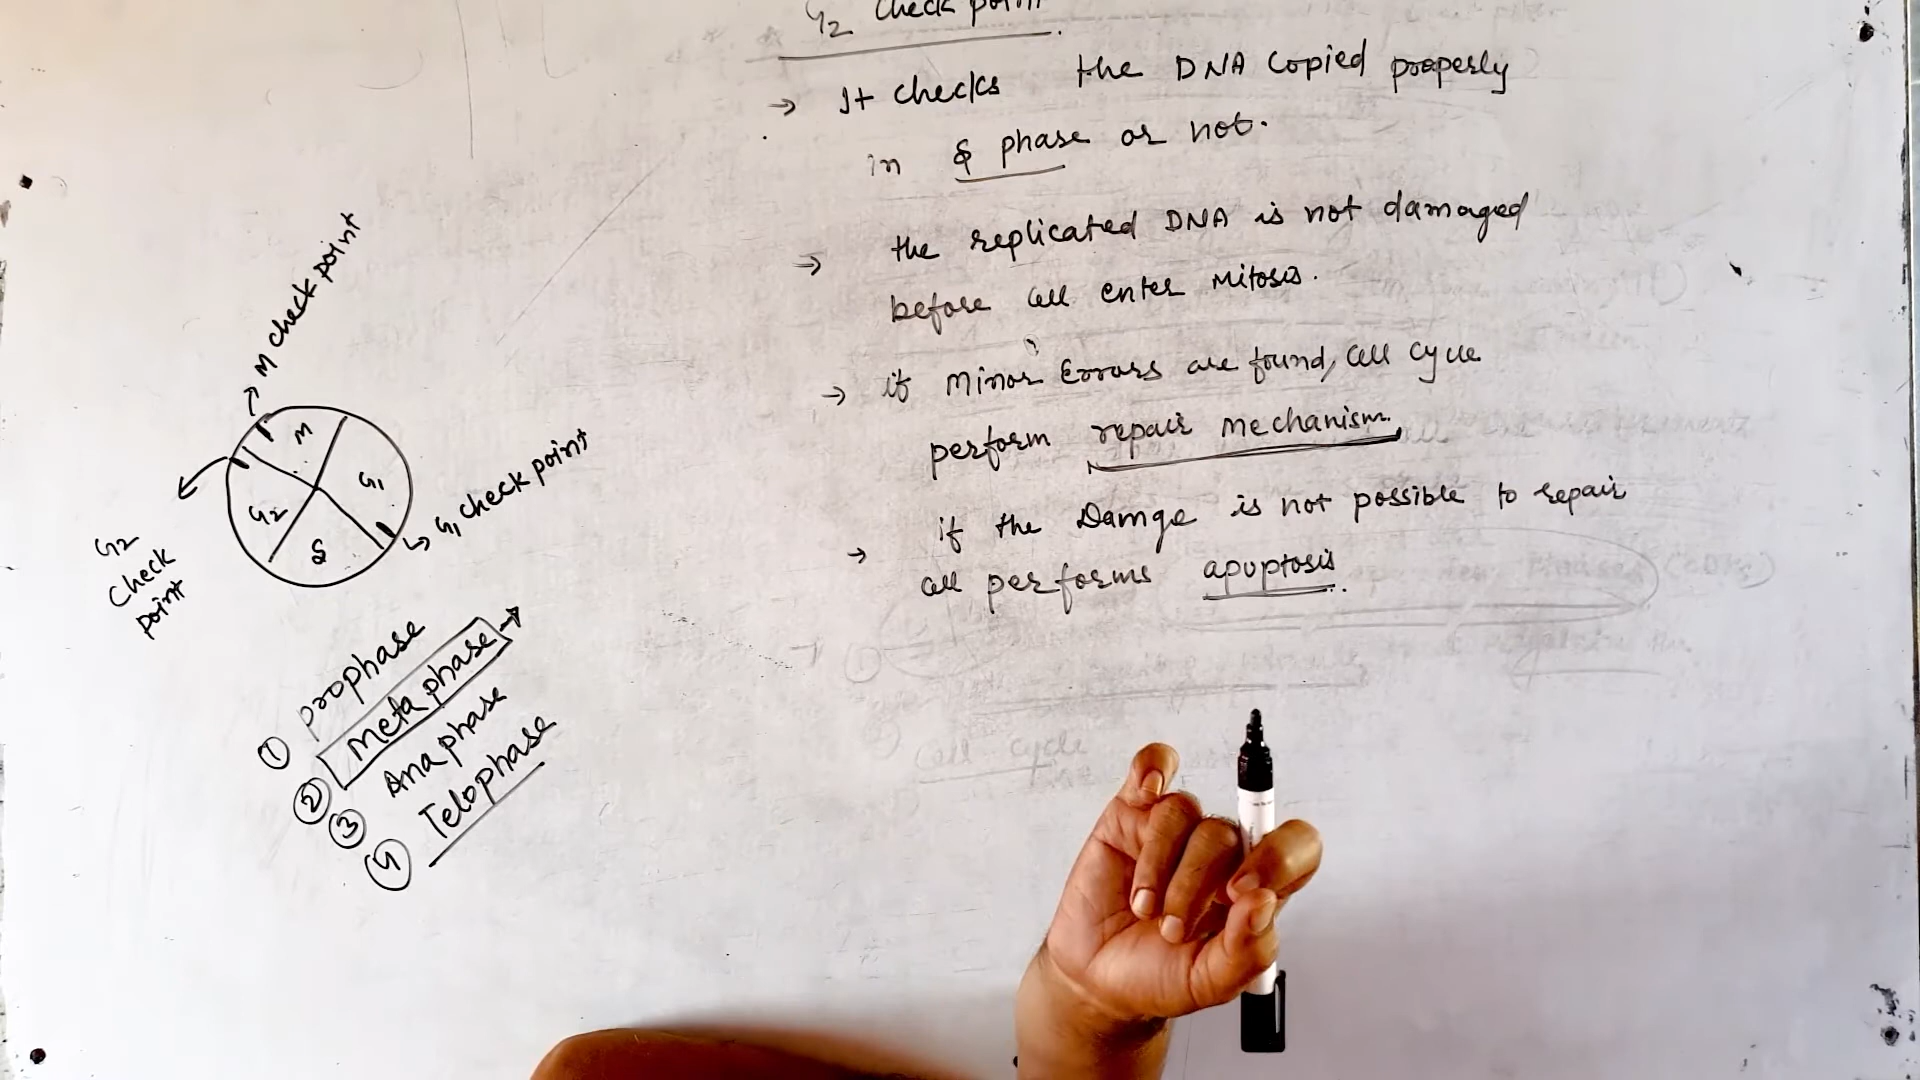 G2 check point
→ It checks the DNA copied properly
in S phase or not.
→ the replicated DNA is not damaged
before cell enter Mitosis.
→ if Minor Errors are found, cell cycle
perform repair mechanism.
→ if the Damge is not possible to repair
cell performs apoptosis.
M check point
M
G1
G2
S
G1 check point
G2
check
point
① prophase
② Meta phase →
③ Anaphase
④ Telophase
cell cycle